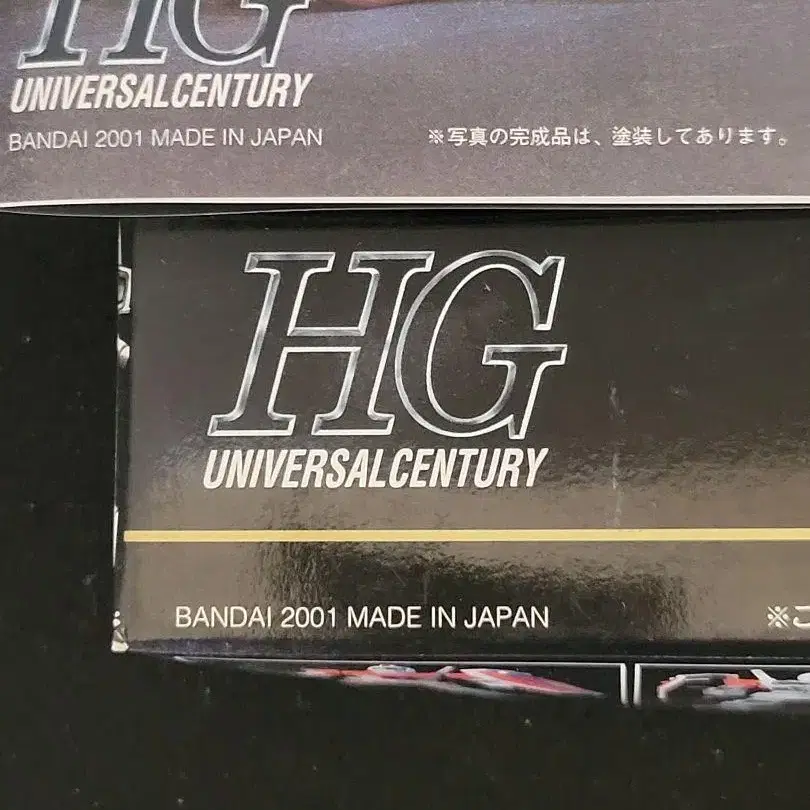 HG
UNIVERSALCENTURY
BANDAI 2001 MADE IN JAPAN
※写真の完成品は、塗装してあります。
HG
UNIVERSALCENTURY
BANDAI 2001 MADE IN JAPAN
※こ